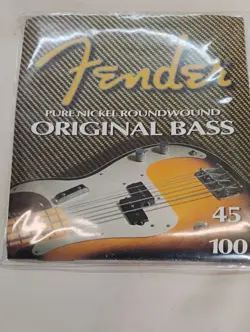 Fender
PURE NICKEL ROUNDWOUND
ORIGINAL BASS
45
100